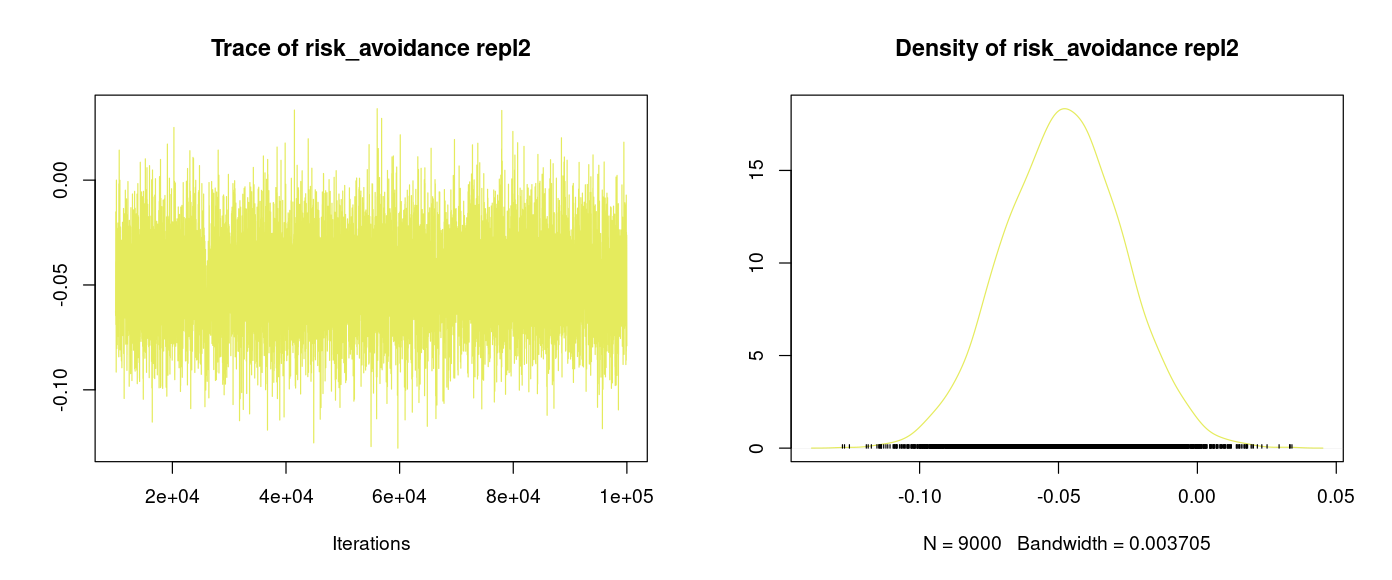 Trace of risk_avoidance repl2
0.00
-0.05
-0.10
2e+04 4e+04 6e+04 8e+04 1e+05
Iterations
Density of risk_avoidance repl2
15
10
5
0
-0.10 -0.05 0.00 0.05
N = 9000 Bandwidth = 0.003705